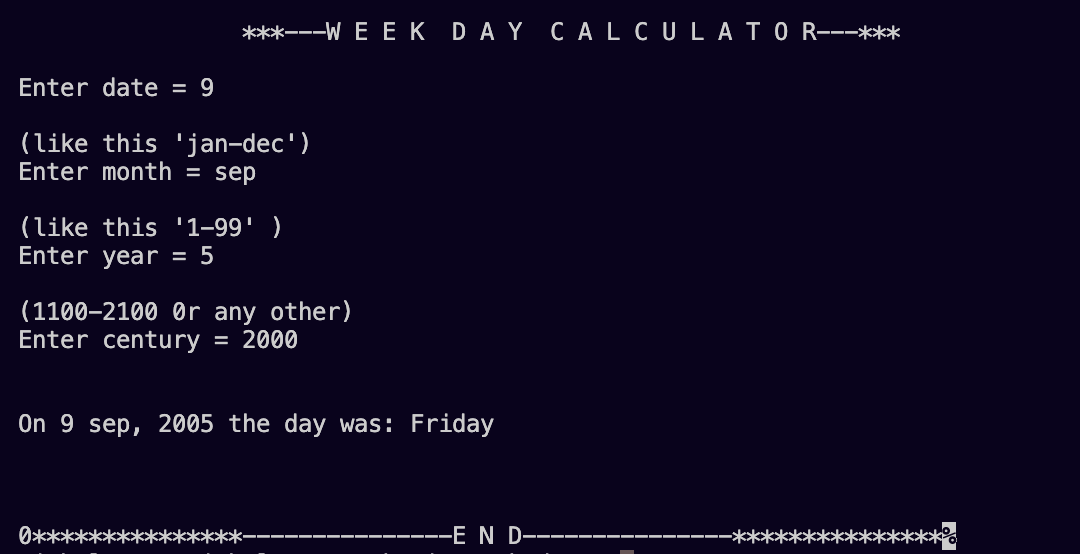 ***---W E E K  D A Y  C A L C U L A T O R---***
Enter date = 9
(like this 'jan-dec')
Enter month = sep
(like this '1-99' )
Enter year = 5
(1100-2100 0r any other)
Enter century = 2000
On 9 sep, 2005 the day was: Friday
0***************---------------E N D---------------***************%